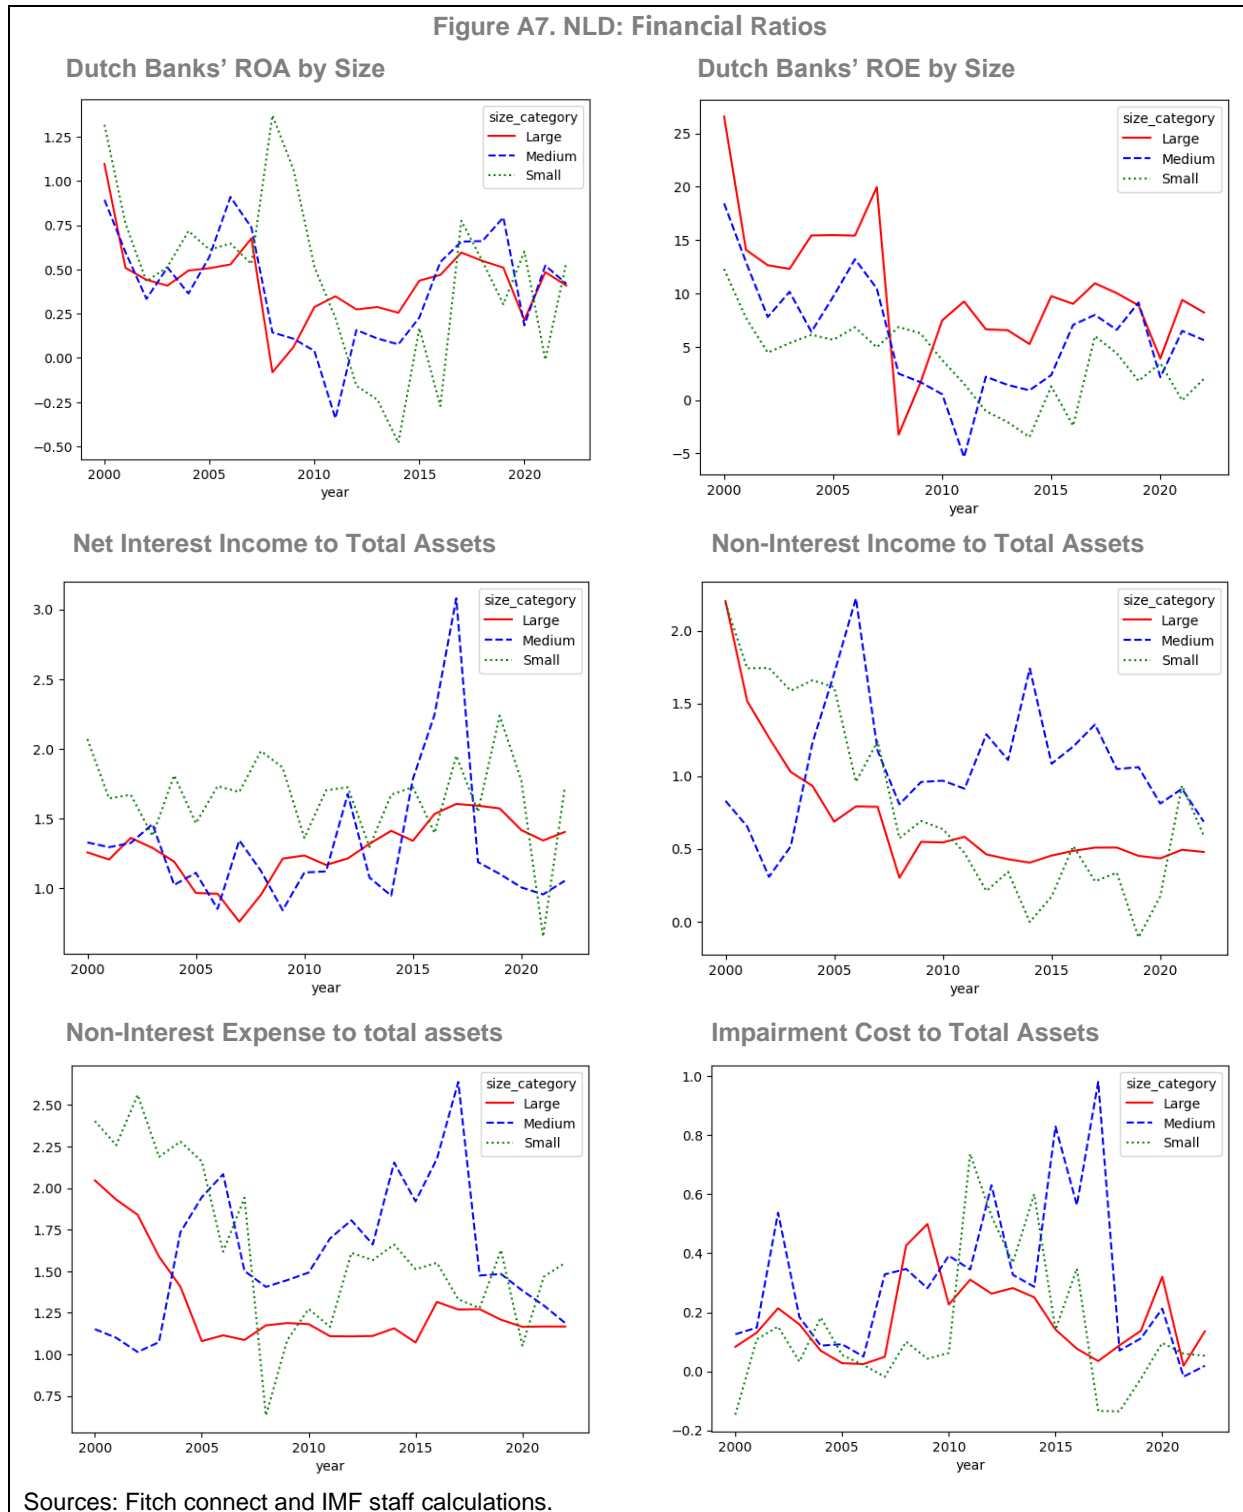 Figure A7. NLD: Financial Ratios
Dutch Banks’ ROA by Size
1.25
1.00
0.75
0.50
0.25
0.00
−0.25
−0.50
2000 2005 2010 2015 2020
year
size_category
Large
Medium
Small
Dutch Banks’ ROE by Size
25
20
15
10
5
0
−5
2000 2005 2010 2015 2020
year
size_category
Large
Medium
Small
Net Interest Income to Total Assets
3.0
2.5
2.0
1.5
1.0
2000 2005 2010 2015 2020
year
size_category
Large
Medium
Small
Non-Interest Income to Total Assets
2.0
1.5
1.0
0.5
0.0
2000 2005 2010 2015 2020
year
size_category
Large
Medium
Small
Non-Interest Expense to total assets
2.50
2.25
2.00
1.75
1.50
1.25
1.00
0.75
2000 2005 2010 2015 2020
year
size_category
Large
Medium
Small
Impairment Cost to Total Assets
1.0
0.8
0.6
0.4
0.2
0.0
−0.2
2000 2005 2010 2015 2020
year
size_category
Large
Medium
Small
Sources: Fitch connect and IMF staff calculations.